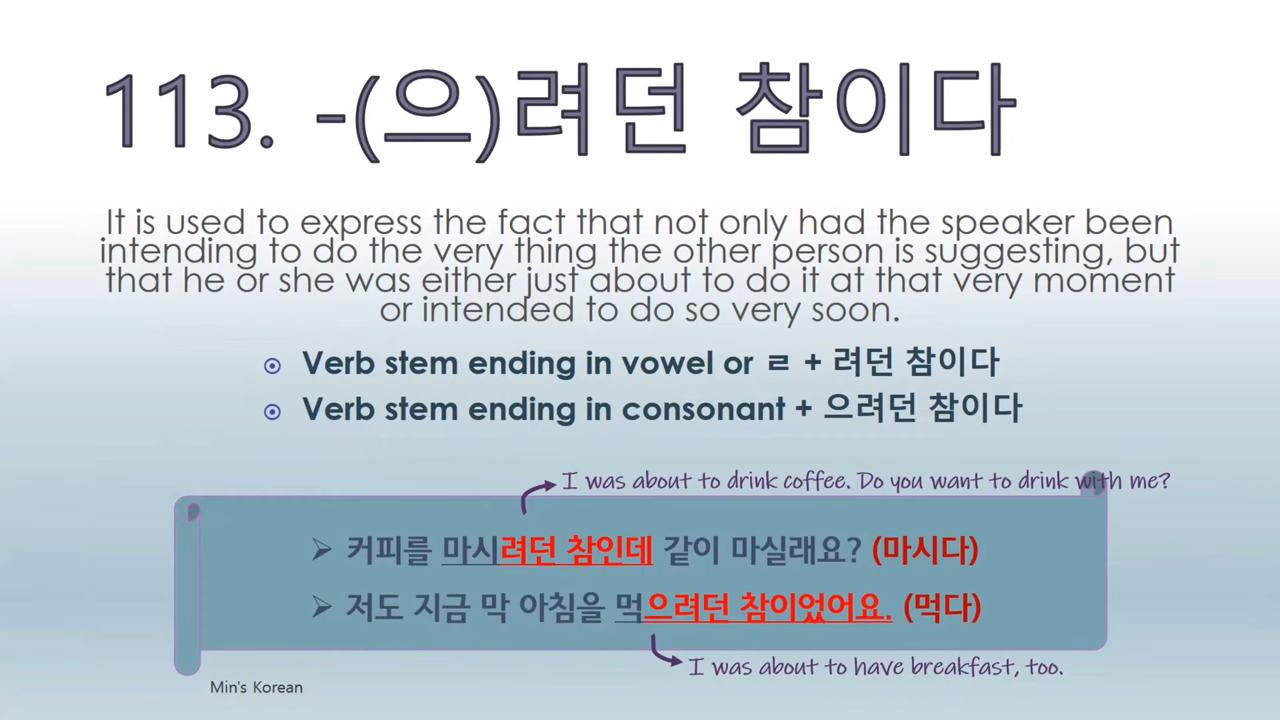 113. -(으)려던 참이다
It is used to express the fact that not only had the speaker been
intending to do the very thing the other person is suggesting, but
that he or she was either just about to do it at that very moment
or intended to do so very soon.
Verb stem ending in vowel or ㄹ + 려던 참이다
Verb stem ending in consonant + 으려던 참이다
I was about to drink coffee. Do you want to drink with me?
커피를 마시려던 참인데 같이 마실래요? (마시다)
저도 지금 막 아침을 먹으려던 참이었어요. (먹다)
I was about to have breakfast, too.
Min's Korean